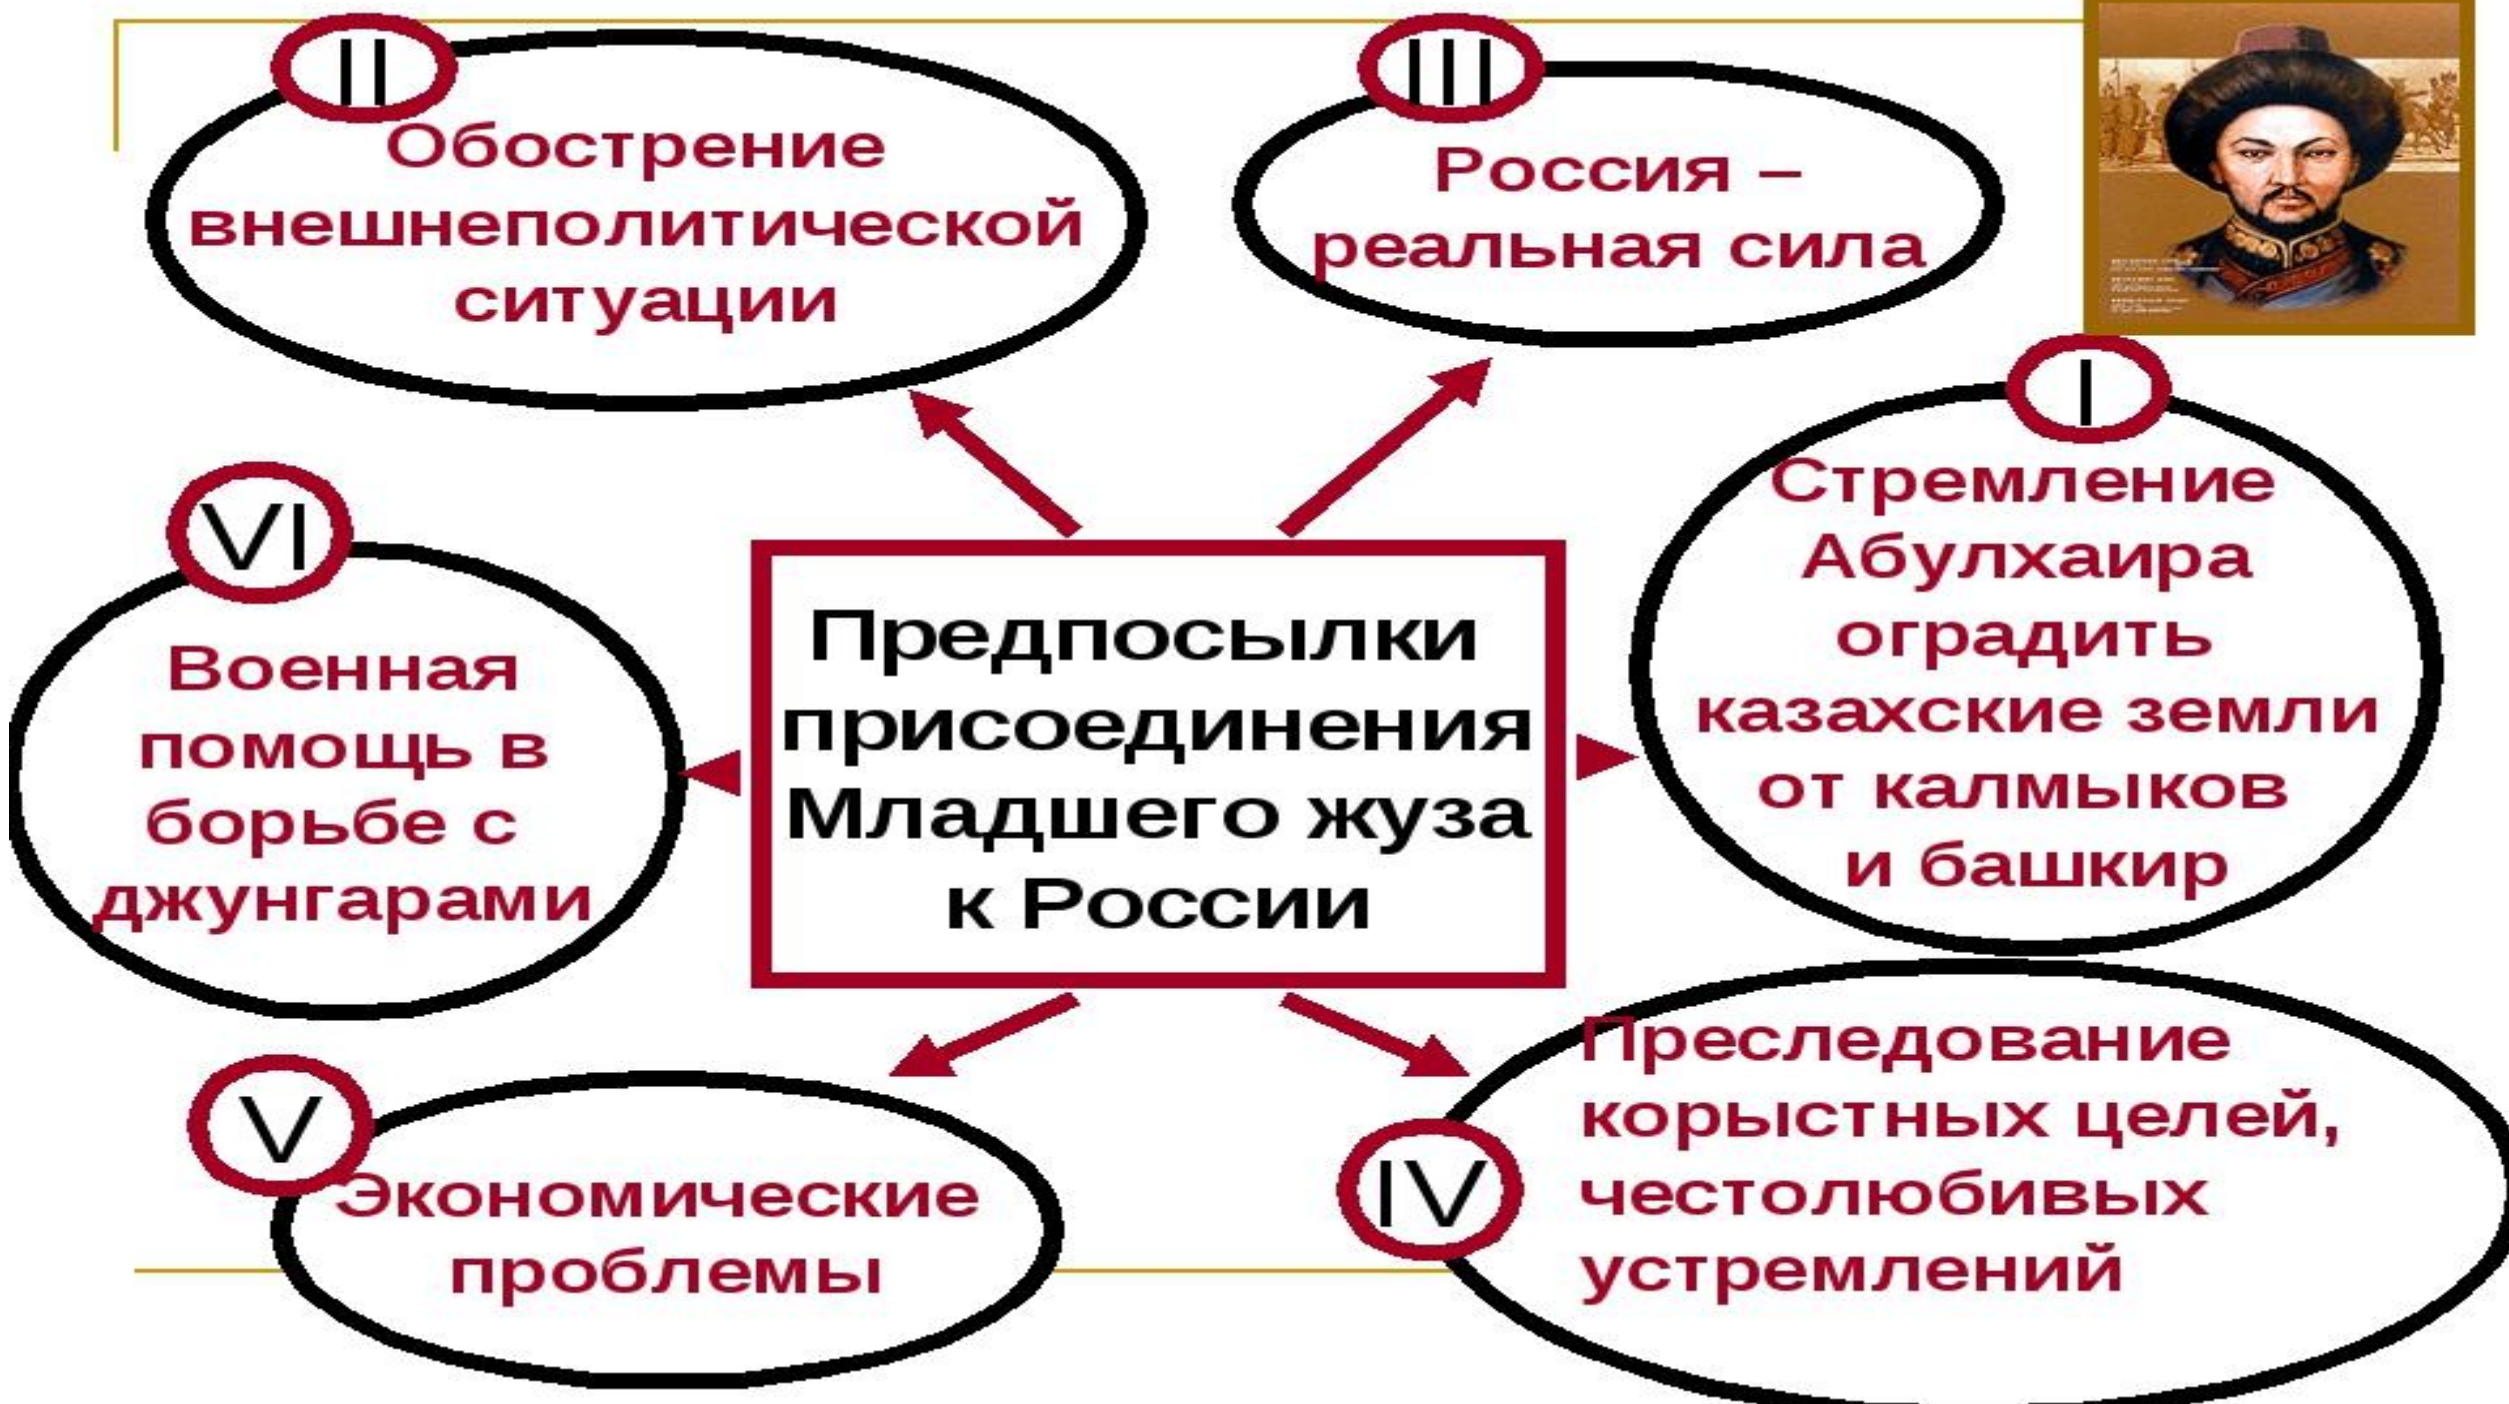 II
Обострение
внешнеполитической
ситуации
III
Россия –
реальная сила
I
Стремление
Абулхаира
оградить
казахские земли
от калмыков
и башкир
VI
Военная
помощь в
борьбе с
джунгарами
Предпосылки
присоединения
Младшего жуза
к России
V
Экономические
проблемы
IV
Преследование
корыстных целей,
честолюбивых
устремлений